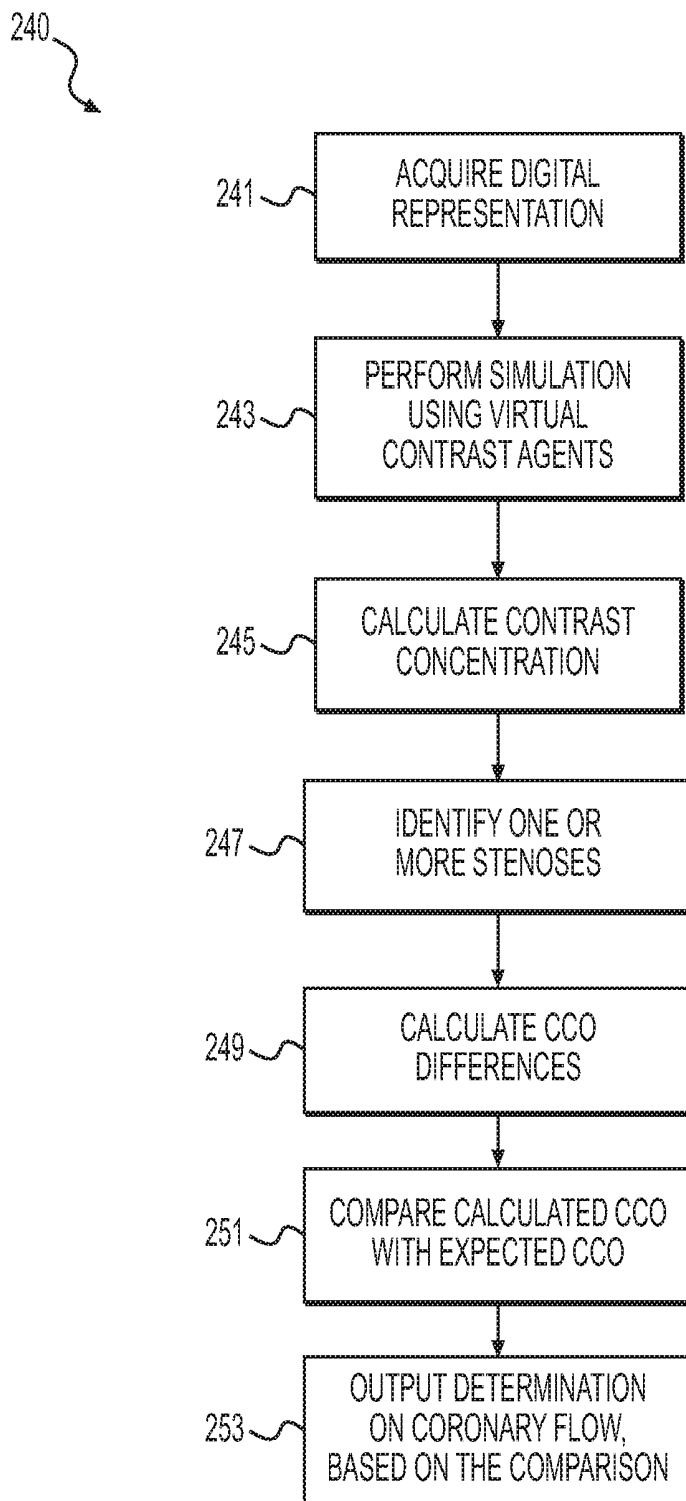 240
241
ACQUIRE DIGITAL
REPRESENTATION
243
PERFORM SIMULATION
USING VIRTUAL
CONTRAST AGENTS
245
CALCULATE CONTRAST
CONCENTRATION
247
IDENTIFY ONE OR
MORE STENOSES
249
CALCULATE CCO
DIFFERENCES
251
COMPARE CALCULATED CCO
WITH EXPECTED CCO
253
OUTPUT DETERMINATION
ON CORONARY FLOW,
BASED ON THE COMPARISON